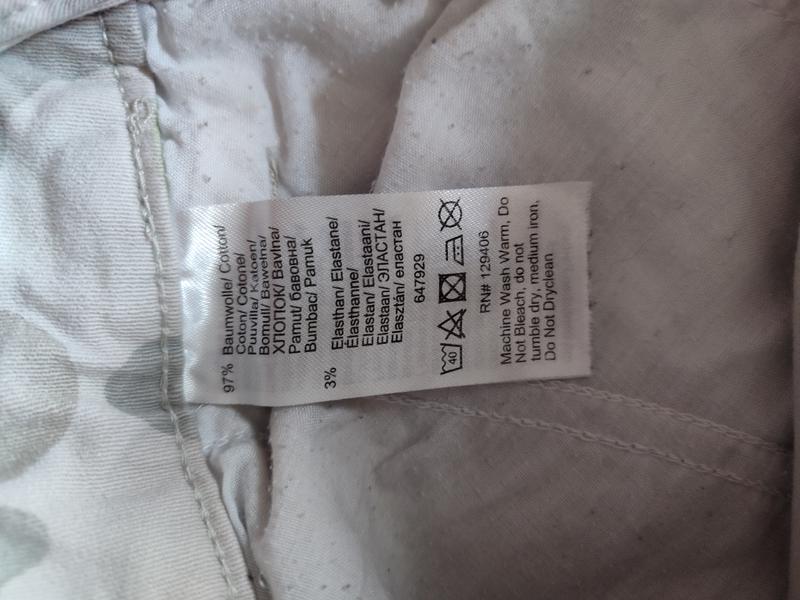 97% Baumwolle/ Cotton/
Coton/ Cotone/
Puuvilla/ Katoen/
Bomull/ Bawełna/
ХЛОПОК/ Bavlna/
Pamut/ бавовна/
Bumbac/ Pamuk
3% Elasthan/ Elastane/
Élasthanne/
Elastan/ Elastaani/
Elastaan/ ЭЛАСТАН/
Elasztán/ еластан
647929
40
RN# 129406
Machine Wash Warm, Do
Not Bleach, do not
tumble dry, medium iron,
Do Not Dryclean